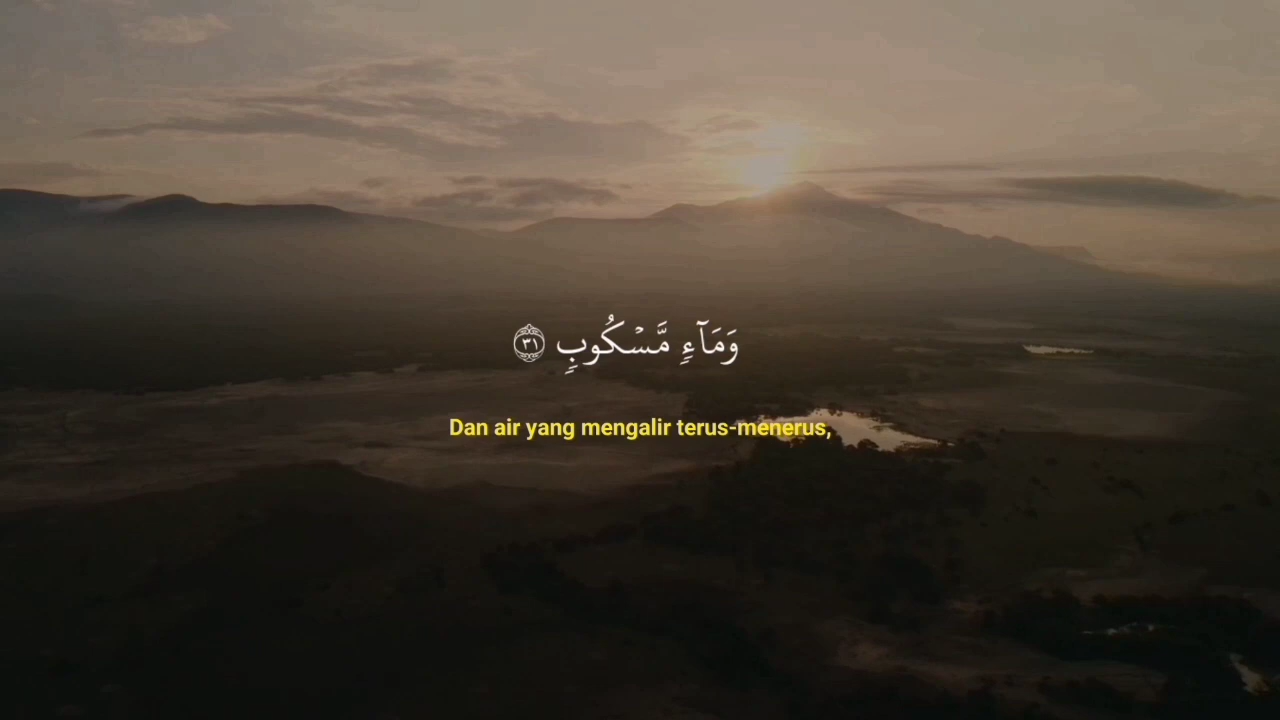 وَمَآءٍ مَّسْكُوبٍ ٣١
Dan air yang mengalir terus-menerus,